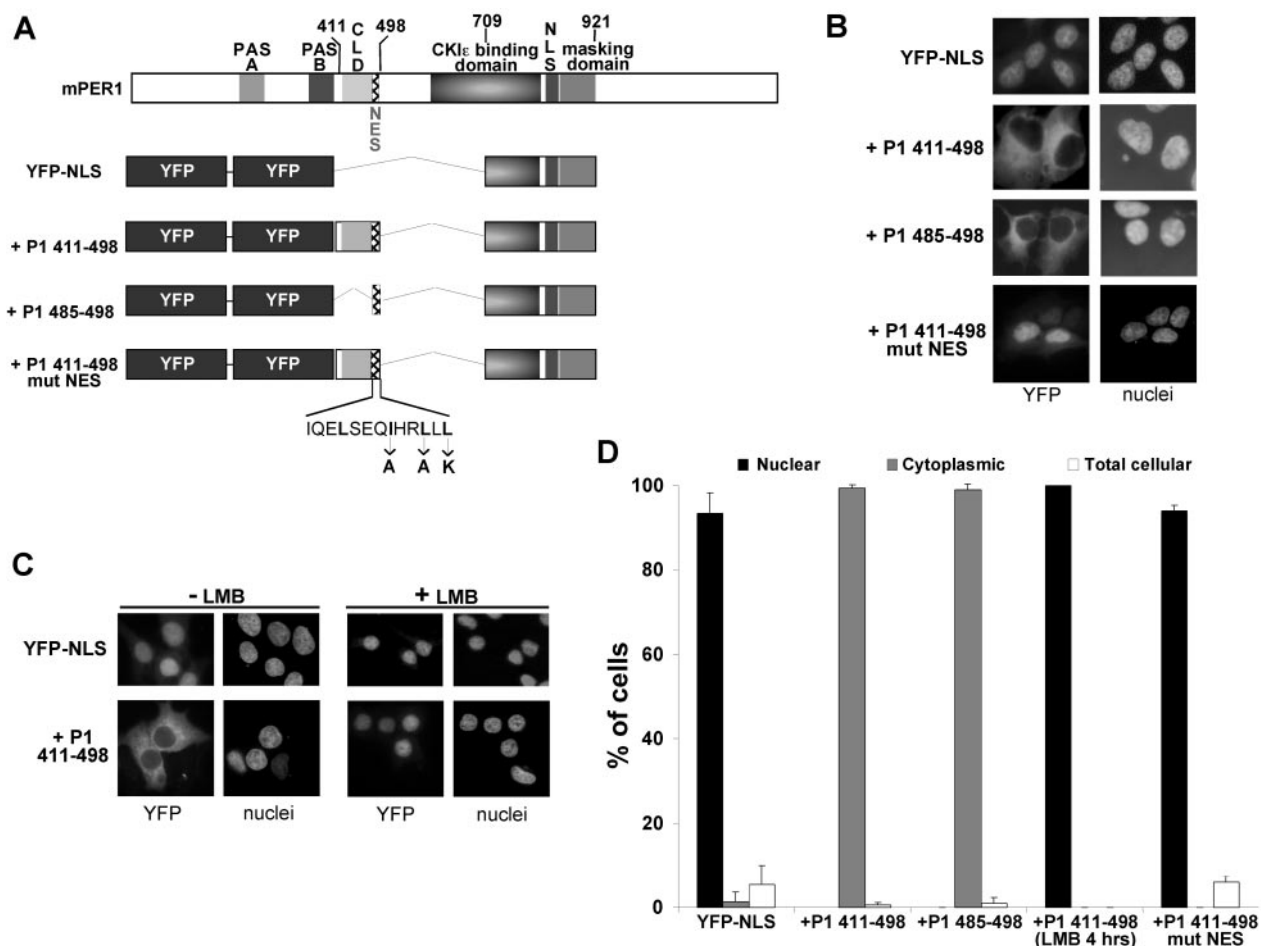 A
411
C
L
D
498
709
921
PAS
A
PAS
B
CKIε binding
domain
N
L
S
masking
domain
mPER1
N
E
S
YFP-NLS
YFP YFP
+ P1 411-498
YFP YFP
+ P1 485-498
YFP YFP
+ P1 411-498
mut NES
YFP YFP
IQELSEQIHRLLL
A A K
B
YFP-NLS
+ P1 411-498
+ P1 485-498
+ P1 411-498
mut NES
YFP nuclei
C
- LMB + LMB
YFP-NLS
+ P1
411-498
YFP nuclei YFP nuclei
D
Nuclear Cytoplasmic Total cellular
% of cells
100
80
60
40
20
0
YFP-NLS +P1 411-498 +P1 485-498 +P1 411-498 +P1 411-498
(LMB 4 hrs) mut NES